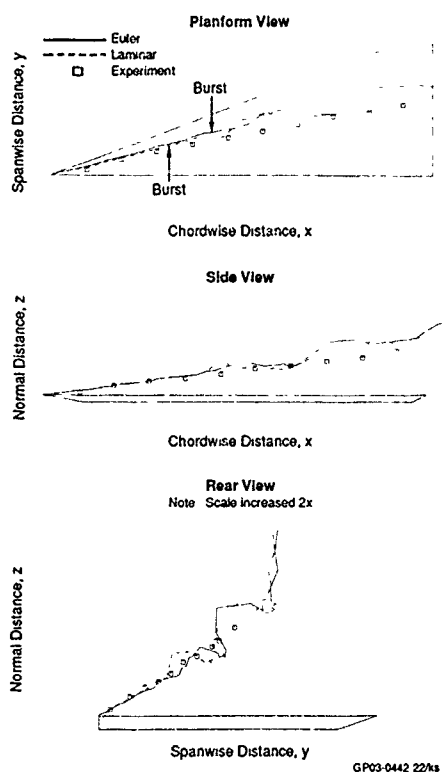 Planform View
Euler
Laminar
Experiment
Spanwise Distance, y
Burst
Burst
Chordwise Distance, x
Side View
Normal Distance, z
Chordwise Distance, x
Rear View
Note Scale increased 2x
Normal Distance, z
Spanwise Distance, y
GP03-0442 22/ks